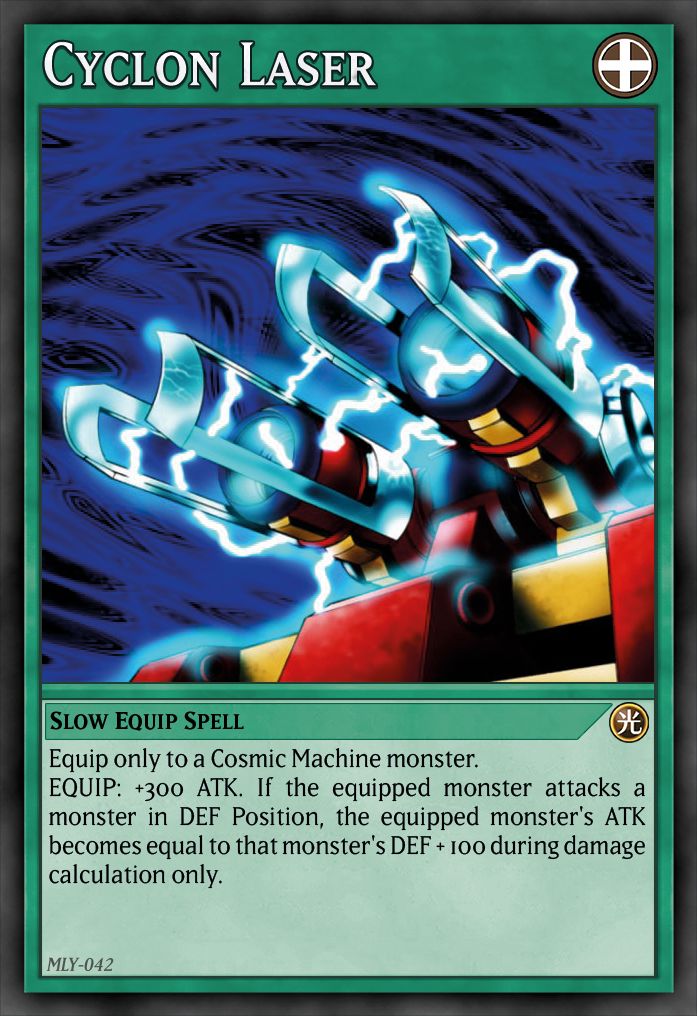 Cyclon Laser
Slow Equip Spell
光
Equip only to a Cosmic Machine monster.
EQUIP: +300 ATK. If the equipped monster attacks a
monster in DEF Position, the equipped monster's ATK
becomes equal to that monster's DEF + 100 during damage
calculation only.
MLY-042